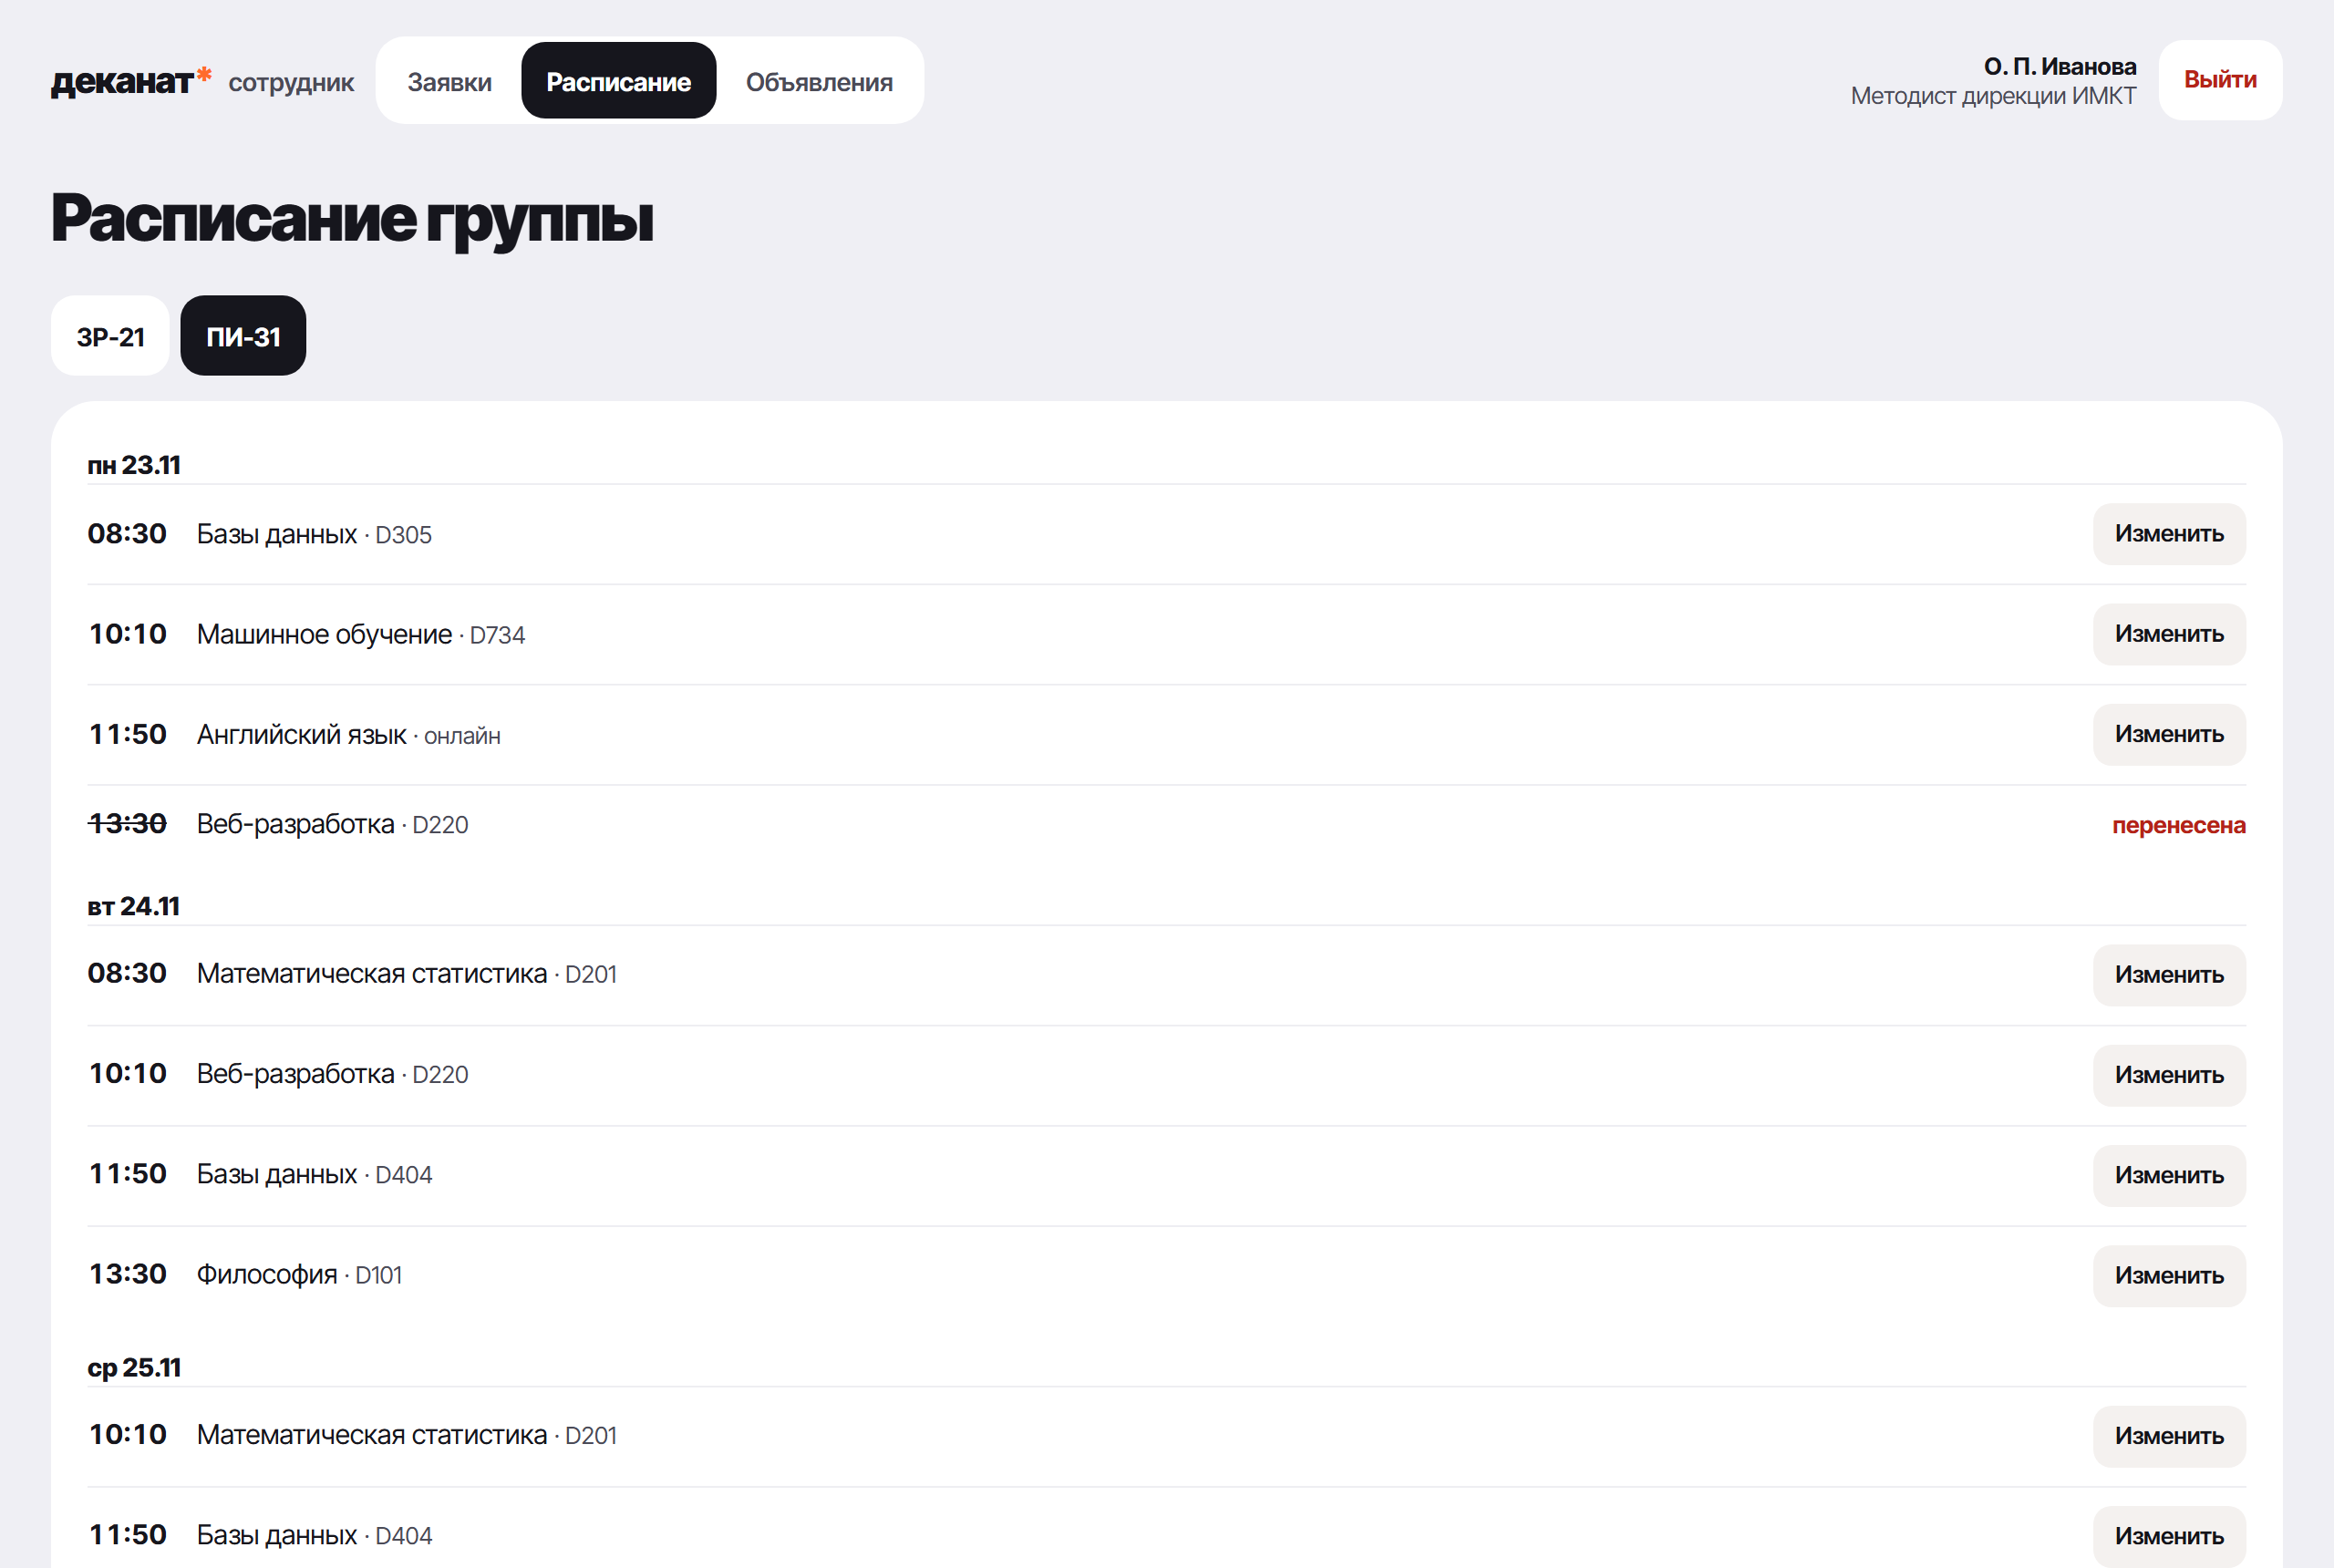 деканат* сотрудник Заявки Расписание Объявления О. П. Иванова Выйти
Методист дирекции ИМКТ
Расписание группы
ЗР-21 ПИ-31
пн 23.11
08:30 Базы данных · D305 Изменить
10:10 Машинное обучение · D734 Изменить
11:50 Английский язык · онлайн Изменить
13:30 Веб-разработка · D220 перенесена
вт 24.11
08:30 Математическая статистика · D201 Изменить
10:10 Веб-разработка · D220 Изменить
11:50 Базы данных · D404 Изменить
13:30 Философия · D101 Изменить
ср 25.11
10:10 Математическая статистика · D201 Изменить
11:50 Базы данных · D404 Изменить